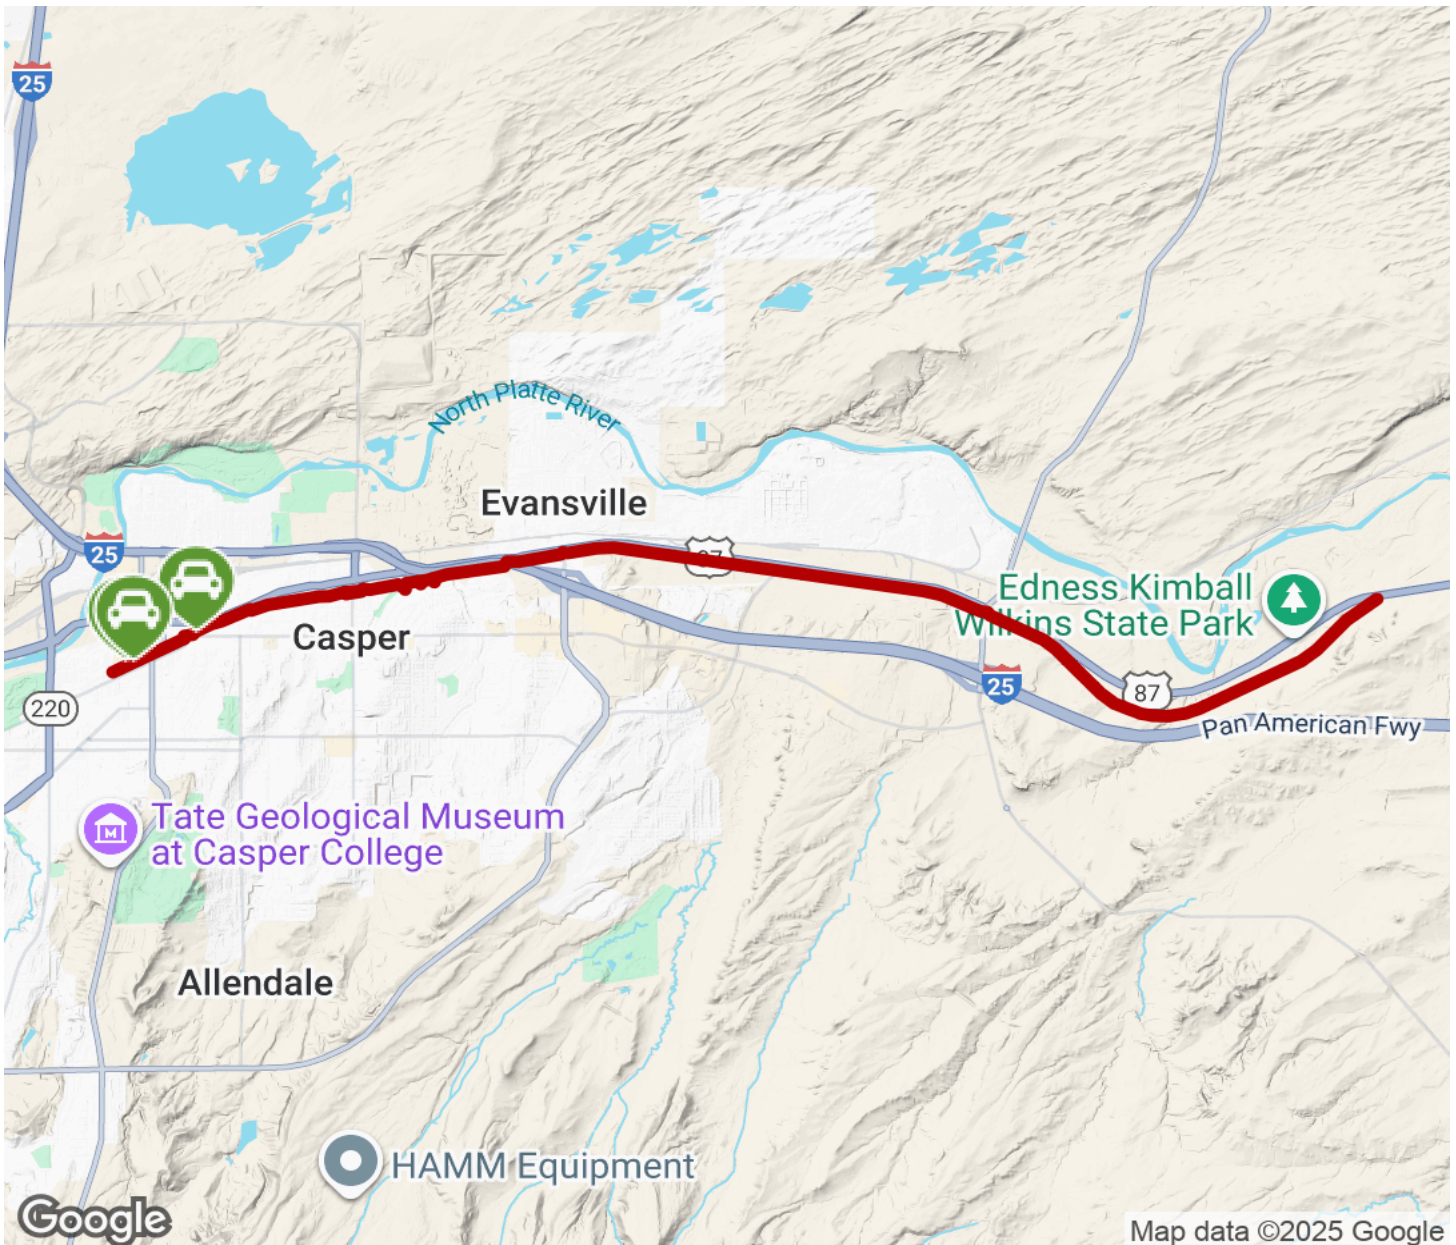 25
North Platte River
Evansville
25
87
Edness Kimball
Wilkins State Park
Casper
25
87
220
Pan American Fwy
Tate Geological Museum
at Casper College
Allendale
HAMM Equipment
Google
Map data ©2025 Google